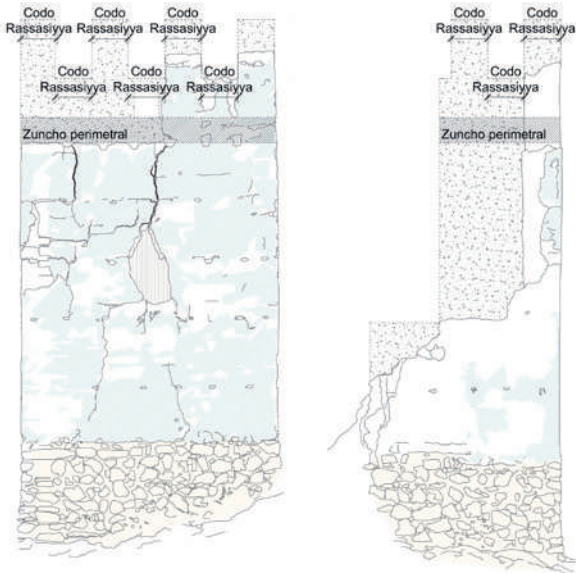 Codo Codo Codo
Rassasiyya Rassasiyya Rassasiyya
Codo Codo
Rassasiyya Rassasiyya Rassasiyya
Codo
Zuncho perimetral
Codo Codo
Rassasiyya Rassasiyya
Codo
Rassasiyya
Zuncho perimetral